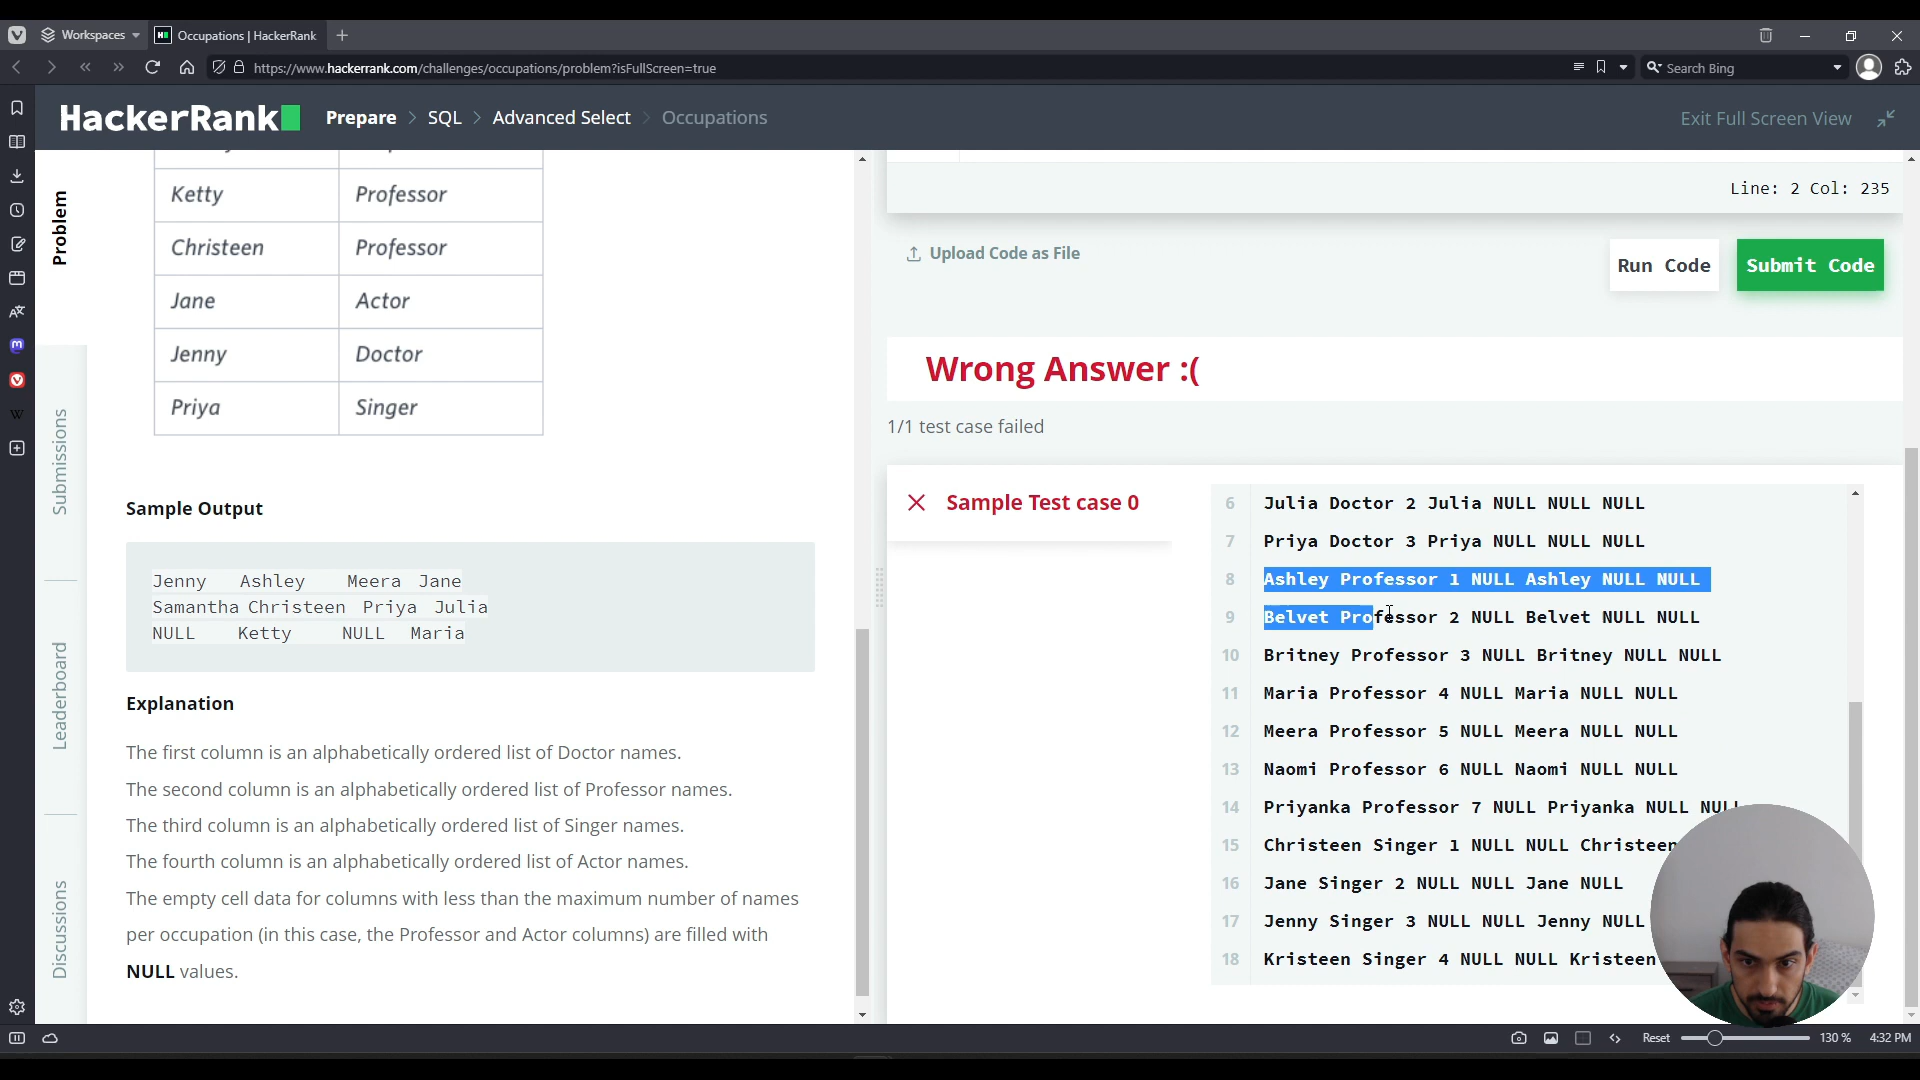 Workspaces
Occupations | HackerRank
https://www.hackerrank.com/challenges/occupations/problem?isFullScreen=true
Search Bing
HackerRank
Prepare > SQL > Advanced Select > Occupations
Exit Full Screen View
Problem
Submissions
Leaderboard
Discussions
Ketty Professor
Christeen Professor
Jane Actor
Jenny Doctor
Priya Singer
Sample Output
Jenny Ashley Meera Jane
Samantha Christeen Priya Julia
NULL Ketty NULL Maria
Explanation
The first column is an alphabetically ordered list of Doctor names.
The second column is an alphabetically ordered list of Professor names.
The third column is an alphabetically ordered list of Singer names.
The fourth column is an alphabetically ordered list of Actor names.
The empty cell data for columns with less than the maximum number of names
per occupation (in this case, the Professor and Actor columns) are filled with
NULL values.
Line: 2 Col: 235
Upload Code as File
Run Code
Submit Code
Wrong Answer :(
1/1 test case failed
Sample Test case 0
6 Julia Doctor 2 Julia NULL NULL NULL
7 Priya Doctor 3 Priya NULL NULL NULL
8 Ashley Professor 1 NULL Ashley NULL NULL
9 Belvet Professor 2 NULL Belvet NULL NULL
10 Britney Professor 3 NULL Britney NULL NULL
11 Maria Professor 4 NULL Maria NULL NULL
12 Meera Professor 5 NULL Meera NULL NULL
13 Naomi Professor 6 NULL Naomi NULL NULL
14 Priyanka Professor 7 NULL Priyanka NULL NULL
15 Christeen Singer 1 NULL NULL Christeen
16 Jane Singer 2 NULL NULL Jane NULL
17 Jenny Singer 3 NULL NULL Jenny NULL
18 Kristeen Singer 4 NULL NULL Kristeen
Reset
130 %
4:32 PM